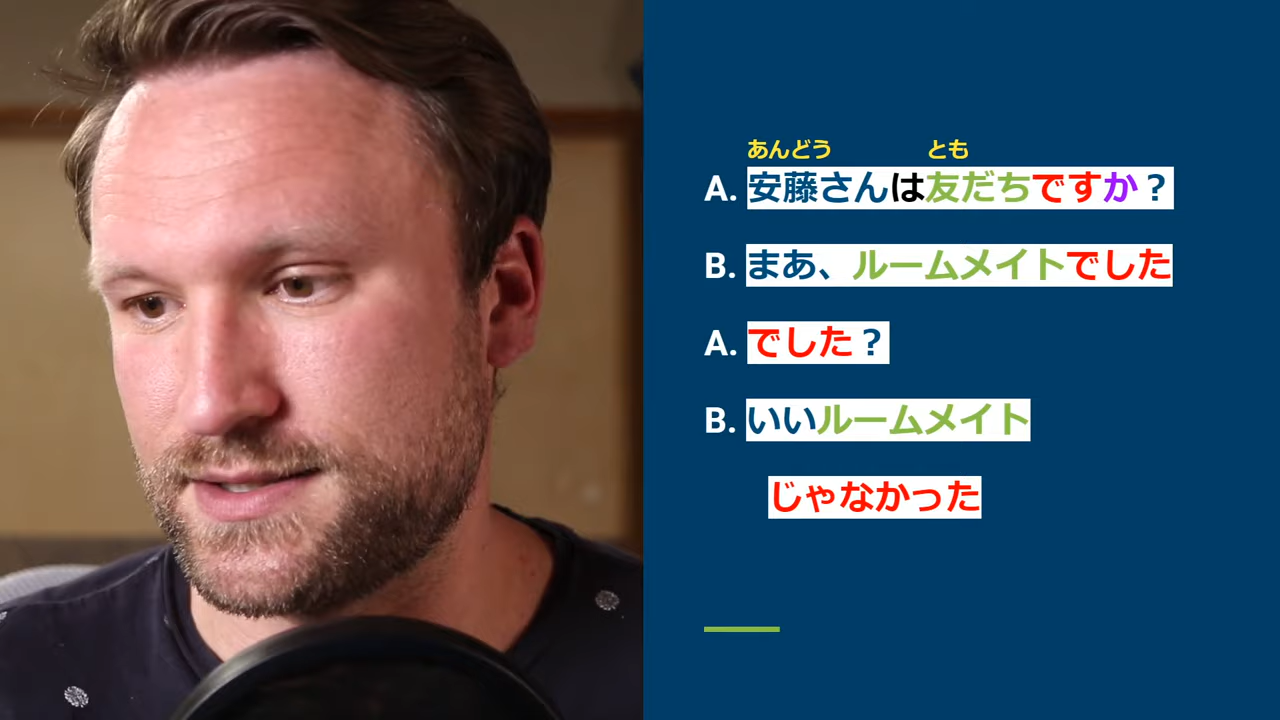 あんどう とも
A. 安藤さんは友だちですか？
B. まあ、ルームメイトでした
A. でした？
B. いいルームメイト
じゃなかった